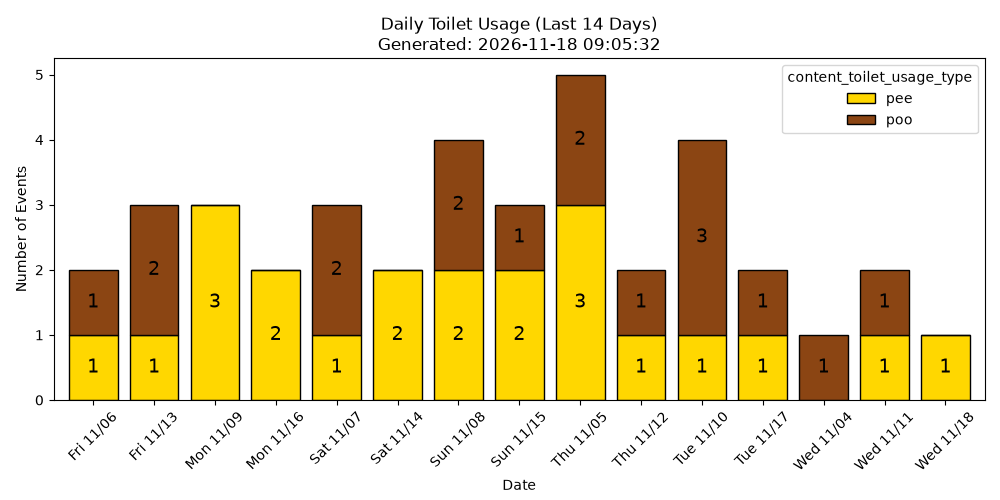 Daily Toilet Usage (Last 14 Days)
Generated: 2026-11-18 09:05:32
content_toilet_usage_type
pee
poo
Number of Events
5
4
3
2
1
0
1
1
2
1
3
2
2
1
2
2
2
1
2
2
3
1
1
3
1
1
1
1
1
1
1
Fri 11/06
Fri 11/13
Mon 11/09
Mon 11/16
Sat 11/07
Sat 11/14
Sun 11/08
Sun 11/15
Thu 11/05
Thu 11/12
Tue 11/10
Tue 11/17
Wed 11/04
Wed 11/11
Wed 11/18
Date